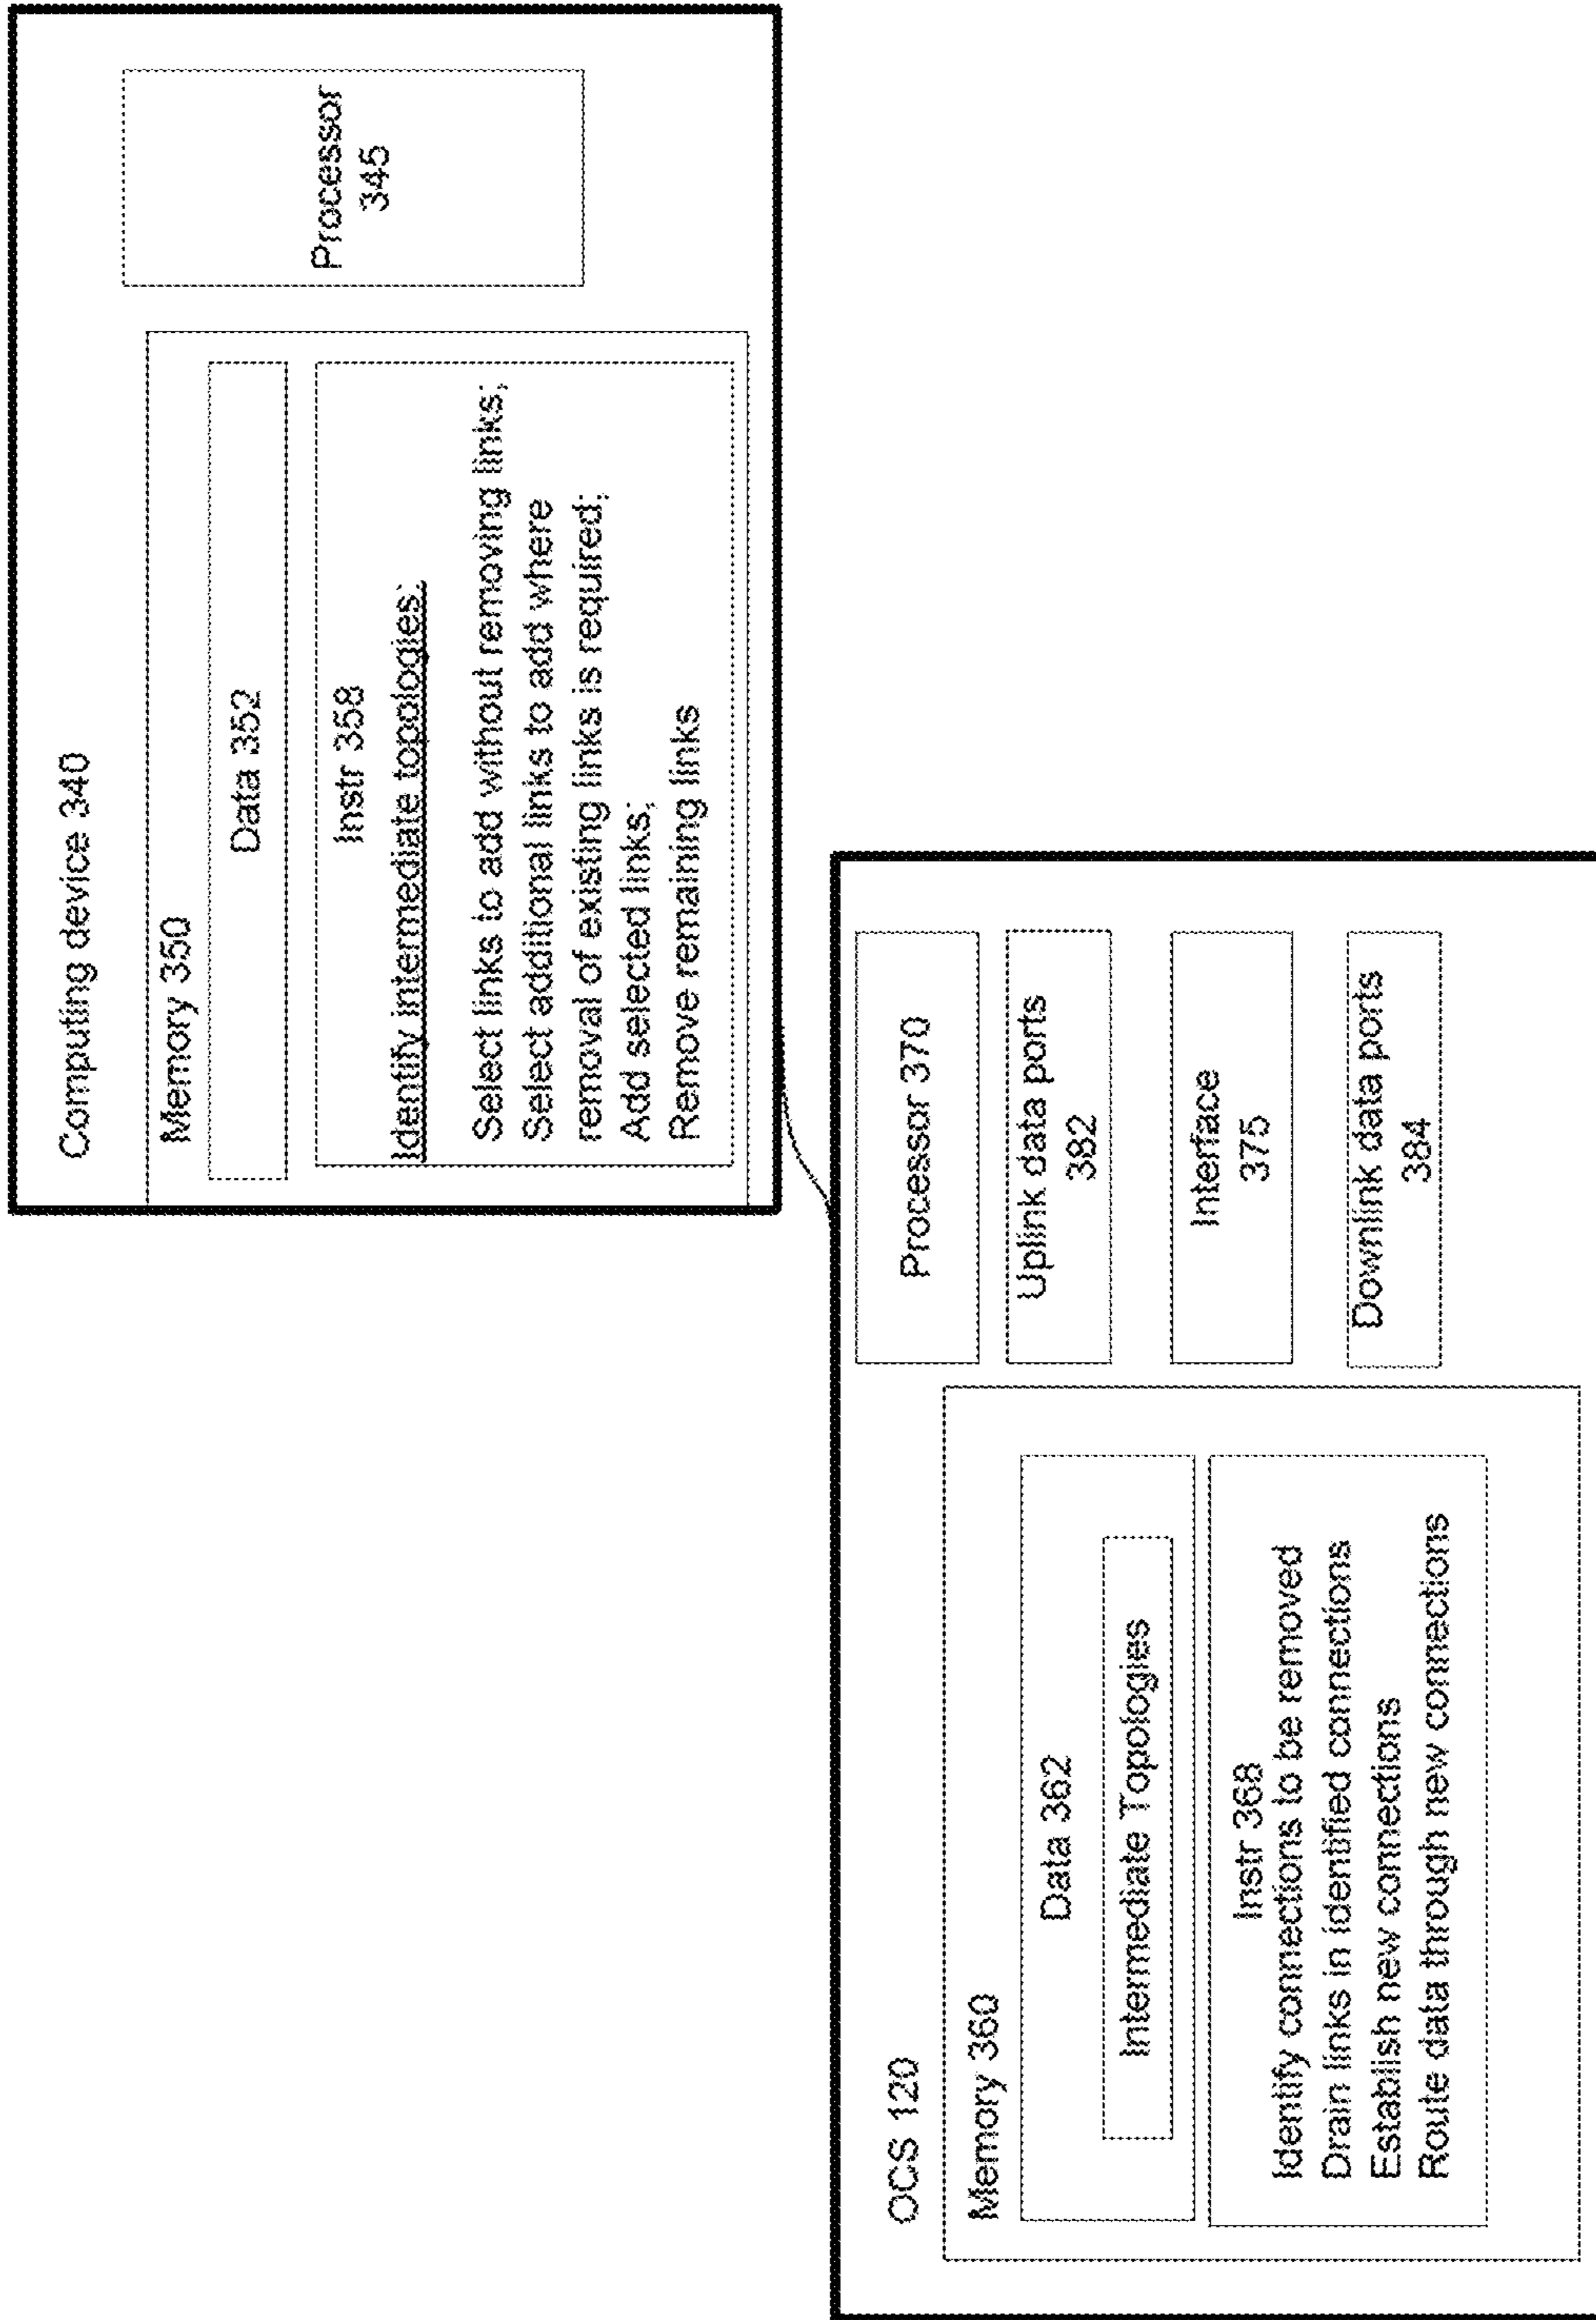 Computing device 340
Memory 350
Data 352
Instr 358
Identify intermediate topologies:
Select links to add without removing links;
Select additional links to add where
removal of existing links is required;
Add selected links;
Remove remaining links
Processor
345
OCS 120
Memory 360
Data 362
Intermediate Topologies
Instr 368
Identify connections to be removed
Drain links in identified connections
Establish new connections
Route data through new connections
Processor 370
Uplink data ports
382
Interface
375
Downlink data ports
384